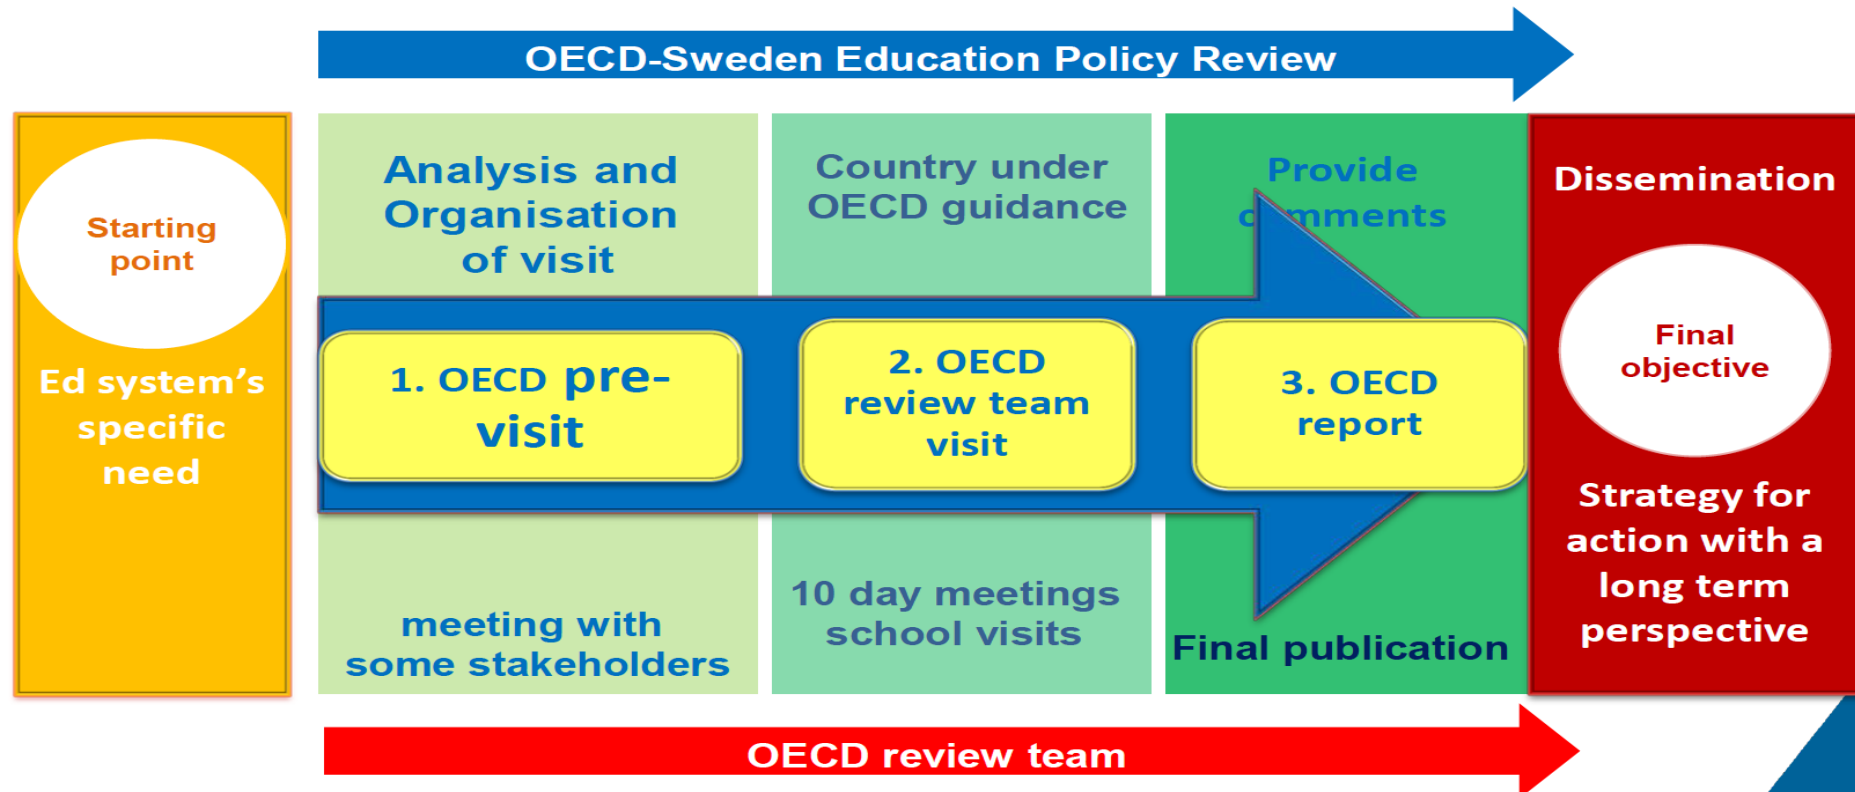 OECD-Sweden Education Policy Review
Starting
point
Ed system’s
specific
need
Analysis and
Organisation
of visit
1. OECD pre-
visit
meeting with
some stakeholders
Country under
OECD guidance
2. OECD
review team
visit
10 day meetings
school visits
Provide
comments
3. OECD
report
Final publication
Dissemination
Final
objective
Strategy for
action with a
long term
perspective
OECD review team